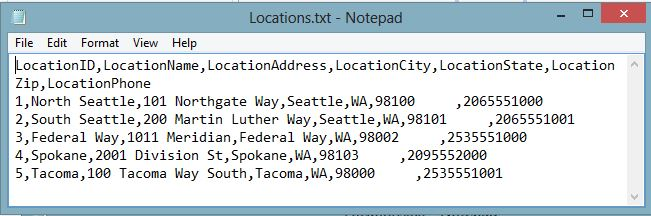 Locations.txt - Notepad
File Edit Format View Help
LocationID,LocationName,LocationAddress,LocationCity,LocationState,Location
Zip,LocationPhone
1,North Seattle,101 Northgate Way,Seattle,WA,98100     ,2065551000
2,South Seattle,200 Martin Luther Way,Seattle,WA,98101     ,2065551001
3,Federal Way,1011 Meridian,Federal Way,WA,98002     ,2535551000
4,Spokane,2001 Division St,Spokane,WA,98103     ,2095552000
5,Tacoma,100 Tacoma Way South,Tacoma,WA,98000     ,2535551001